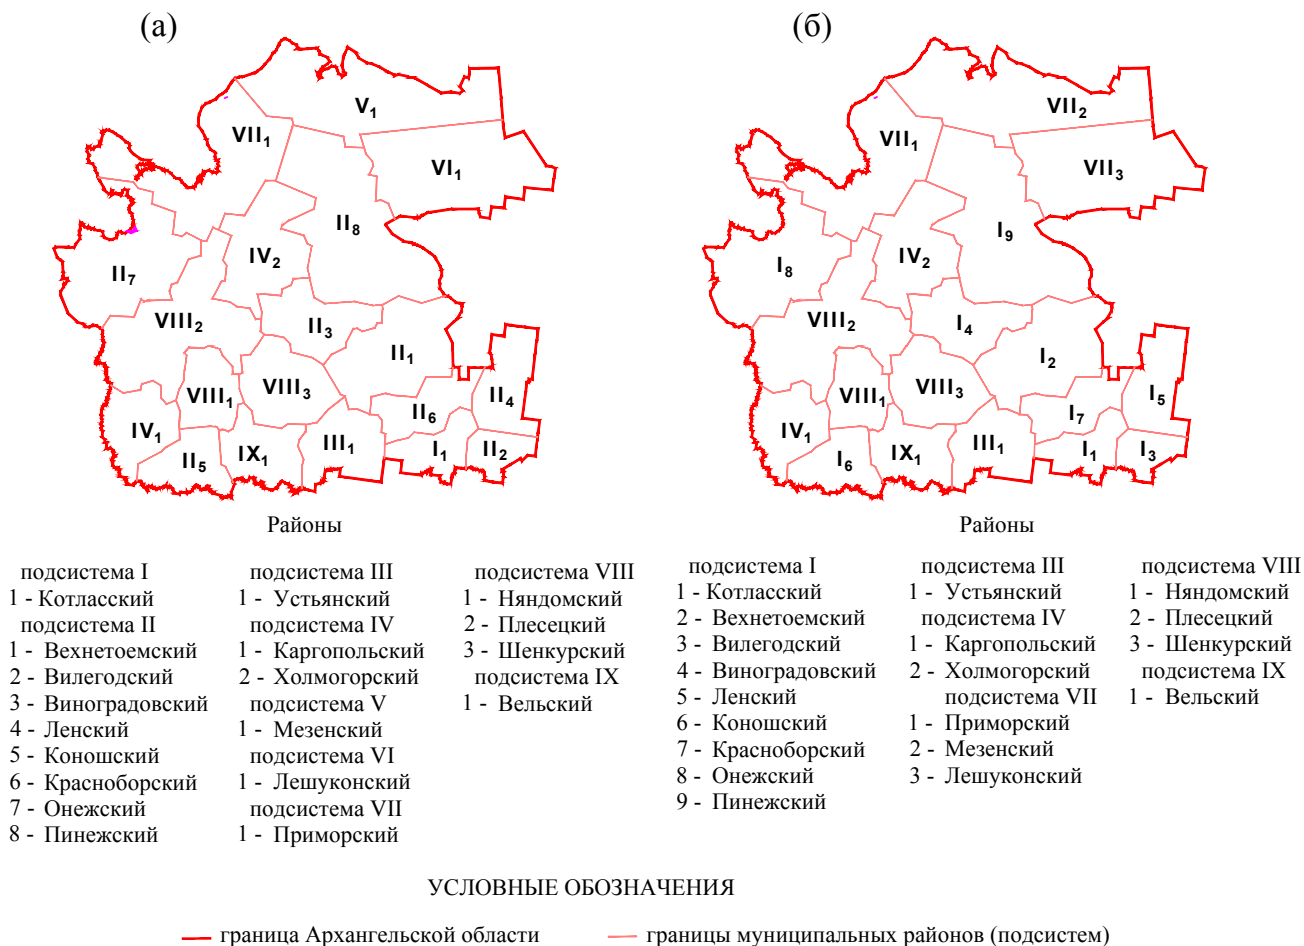 (а)
V₁
VII₁
VI₁
II₈
IV₂
II₇
VIII₂
II₃
II₁
VIII₁
VIII₃
II₄
II₆
IV₁
III₁
I₁
II₂
IX₁
II₅
Районы
подсистема I
1 - Котласский
подсистема II
1 - Вехнетоемский
2 - Вилегодский
3 - Виноградовский
4 - Ленский
5 - Коношский
6 - Красноборский
7 - Онежский
8 - Пинежский
подсистема III
1 - Устьянский
подсистема IV
1 - Каргопольский
2 - Холмогорский
подсистема V
1 - Мезенский
подсистема VI
1 - Лешуконский
подсистема VII
1 - Приморский
подсистема VIII
1 - Няндомский
2 - Плесецкий
3 - Шенкурский
подсистема IX
1 - Вельский
(б)
VII₂
VII₁
VII₃
I₉
IV₂
I₈
VIII₂
I₄
I₂
VIII₁
VIII₃
I₅
I₇
IV₁
III₁
I₁
I₃
IX₁
I₆
Районы
подсистема I
1 - Котласский
2 - Вехнетоемский
3 - Вилегодский
4 - Виноградовский
5 - Ленский
6 - Коношский
7 - Красноборский
8 - Онежский
9 - Пинежский
подсистема III
1 - Устьянский
подсистема IV
1 - Каргопольский
2 - Холмогорский
подсистема VII
1 - Приморский
2 - Мезенский
3 - Лешуконский
подсистема VIII
1 - Няндомский
2 - Плесецкий
3 - Шенкурский
подсистема IX
1 - Вельский
УСЛОВНЫЕ ОБОЗНАЧЕНИЯ
граница Архангельской области
границы муниципальных районов (подсистем)